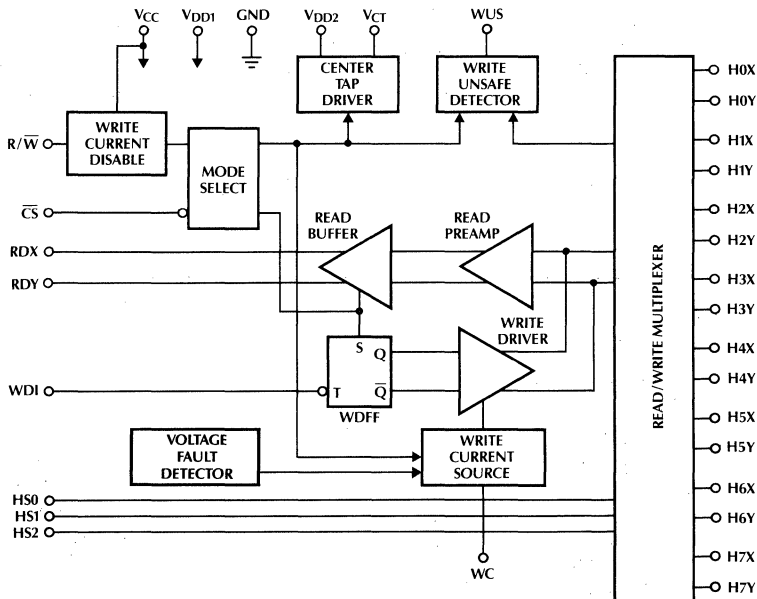 VCC VDD1 GND VDD2 VCT WUS
CENTER
TAP
DRIVER
WRITE
UNSAFE
DETECTOR
R/W̅
WRITE
CURRENT
DISABLE
MODE
SELECT
C̅S̅
READ
BUFFER
READ
PREAMP
RDX
RDY
WRITE
DRIVER
S
Q
T
Q̅
WDI
WDFF
VOLTAGE
FAULT
DETECTOR
WRITE
CURRENT
SOURCE
HS0
HS1
HS2
WC
READ/WRITE MULTIPLEXER
H0X
H0Y
H1X
H1Y
H2X
H2Y
H3X
H3Y
H4X
H4Y
H5X
H5Y
H6X
H6Y
H7X
H7Y